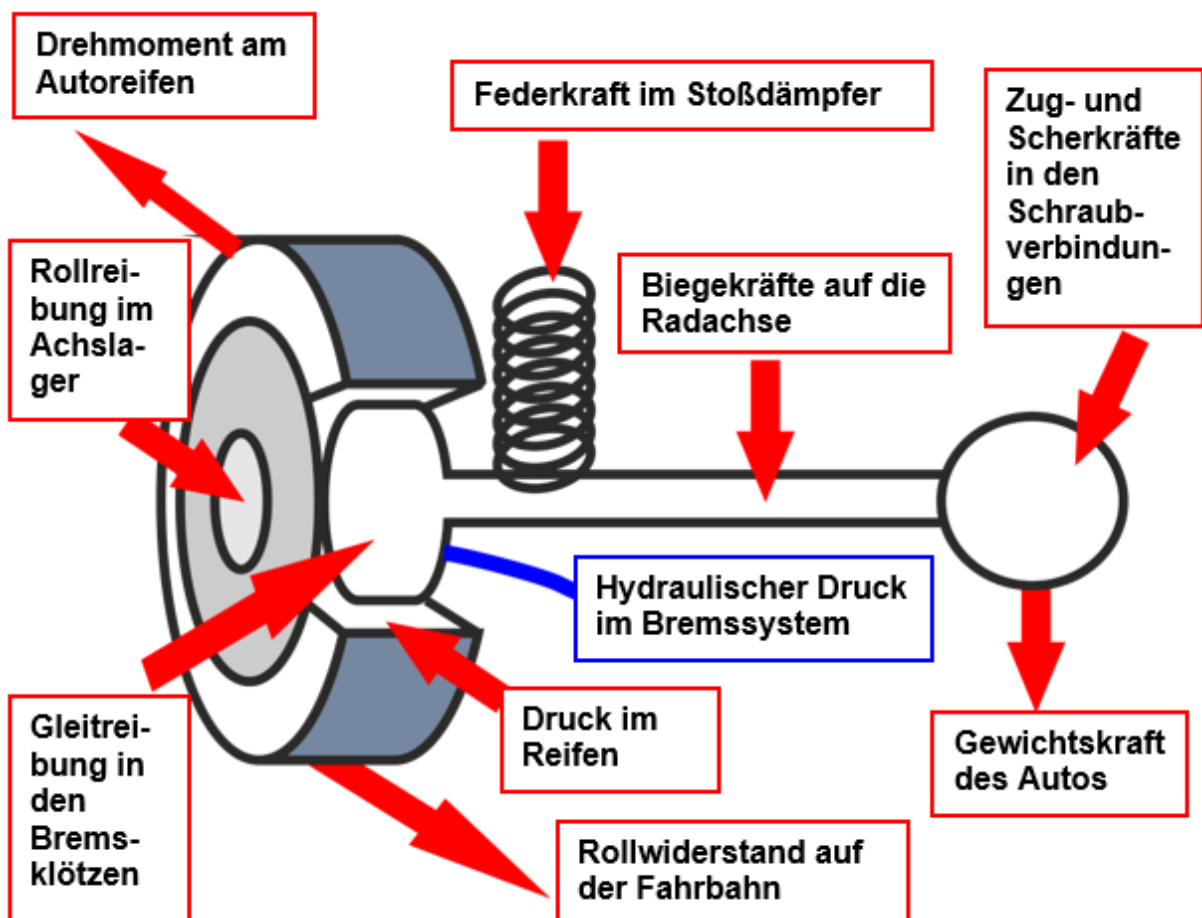 Drehmoment am
Autoreifen
Federkraft im Stoßdämpfer
Zug- und
Scherkräfte
in den
Schraub-
verbindun-
gen
Rollrei-
bung im
Achsla-
ger
Biegekräfte auf die
Radachse
Hydraulischer Druck
im Bremssystem
Gleitrei-
bung in
den
Brems-
klötzen
Druck im
Reifen
Gewichtskraft
des Autos
Rollwiderstand auf
der Fahrbahn